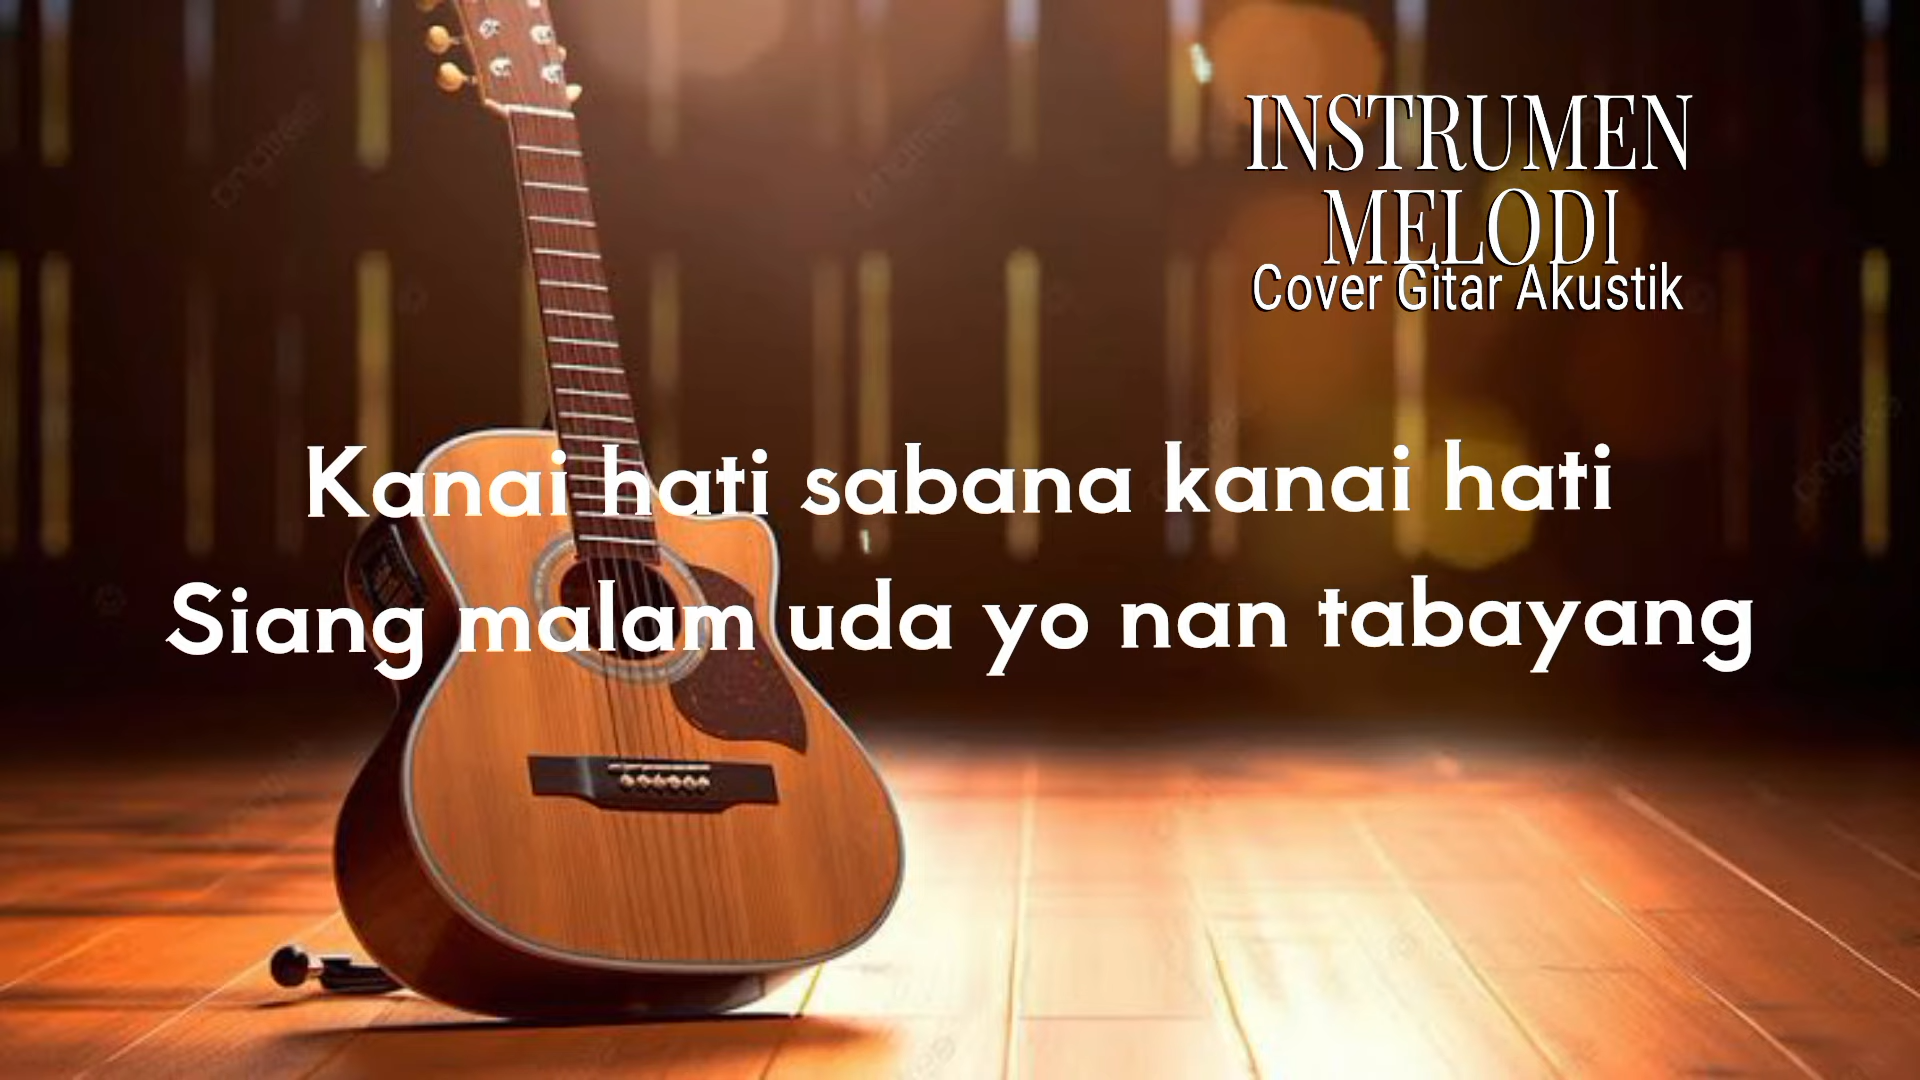 INSTRUMEN
MELODI
Cover Gitar Akustik
Kanai hati sabana kanai hati
Siang malam uda yo nan tabayang